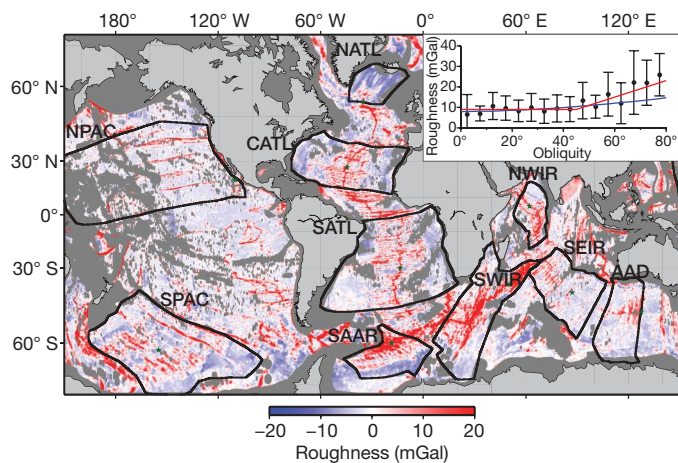 180° 120° W 60° W 0° 60° E 120° E
NATL
60° N
NPAC
CATL
30° N
0°
SATL
30° S
SPAC
SAAR
60° S
NWIR
SEIR
SWIR
AAD
Roughness (mGal)
40
30
20
10
0
0 20 40 60 80
Obliquity
−20 −10 0 10 20
Roughness (mGal)